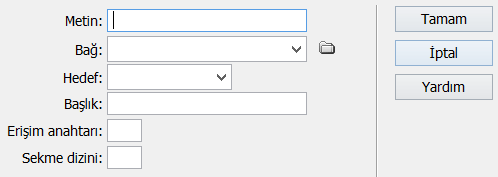 Metin:
Bağ:
Hedef:
Başlık:
Erişim anahtarı:
Sekme dizini:
Tamam
İptal
Yardım